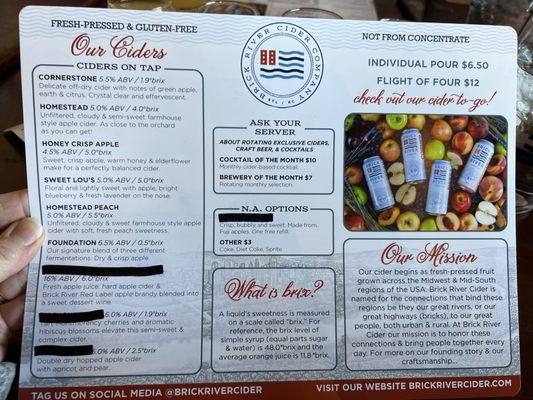 FRESH-PRESSED & GLUTEN-FREE
Our Ciders
CIDERS ON TAP
CORNERSTONE 5.5% ABV / 1.9°brix
Delicate off-dry cider with notes of green apple,
earth & citrus. Crystal clear and effervescent.
HOMESTEAD 5.0% ABV / 4.0°brix
Unfiltered, cloudy & semi-sweet farmhouse
style apple cider. As close to the orchard
as you can get!
HONEY CRISP APPLE
4.5% ABV / 5.0°brix
Sweet, crisp apple, warm honey & elderflower
make for a perfectly balanced cider.
SWEET LOU'S 5.0% ABV / 5.0°brix
Floral and lightly sweet with apple, bright
blueberry & fresh lavender on the nose.
HOMESTEAD PEACH
5.0% ABV / 5.5°brix
Unfiltered, cloudy & sweet farmhouse style apple
cider with soft, fresh peach sweetness.
FOUNDATION 6.5% ABV / 0.5°brix
Our signature blend of three different
fermentations. Dry & crisp
16% ABV / 6.0°brix
Fresh apple juice, hard apple cider &
Brick River Red Label apple brandy blended into
a sweet dessert wine
6.0% ABV / 1.9°brix
Tart Montmorency cherries and aromatic
hibiscus blossoms elevate this semi-sweet &
complex cider.
6.0% ABV / 2.5°brix
Double dry hopped apple cider
with apricot and pear.
TAG US ON SOCIAL MEDIA @BRICKRIVERCIDER
BRICK RIVER CIDER COMPANY
STL / KC
ASK YOUR
SERVER
ABOUT ROTATING EXCLUSIVE CIDERS,
CRAFT BEER, & COCKTAILS
COCKTAIL OF THE MONTH $10
Monthly cider-based cocktail.
BREWERY OF THE MONTH $7
Rotating monthly selection.
N.A. OPTIONS
Crisp, bubbly and sweet. Made from
Fuji apples. One free refill.
OTHER $3
Coke, Diet Coke, Sprite
What is brix?
A liquid's sweetness is measured
on a scale called "brix." For
reference, the brix level of
simple syrup (equal parts sugar
& water) is 48.0°brix and the
average orange juice is 11.8°brix.
NOT FROM CONCENTRATE
INDIVIDUAL POUR $6.50
FLIGHT OF FOUR $12
check out our cider to-go!
Our Mission
Our cider begins as fresh-pressed fruit
grown across the Midwest & Mid-South
regions of the USA. Brick River Cider is
named for the connections that bind these
regions be they our great rivers, or our
great highways (bricks), to our great
people, both urban & rural. At Brick River
Cider our mission is to honor these
connections & bring people together every
day. For more on our founding story & our
craftsmanship...
VISIT OUR WEBSITE BRICKRIVERCIDER.COM